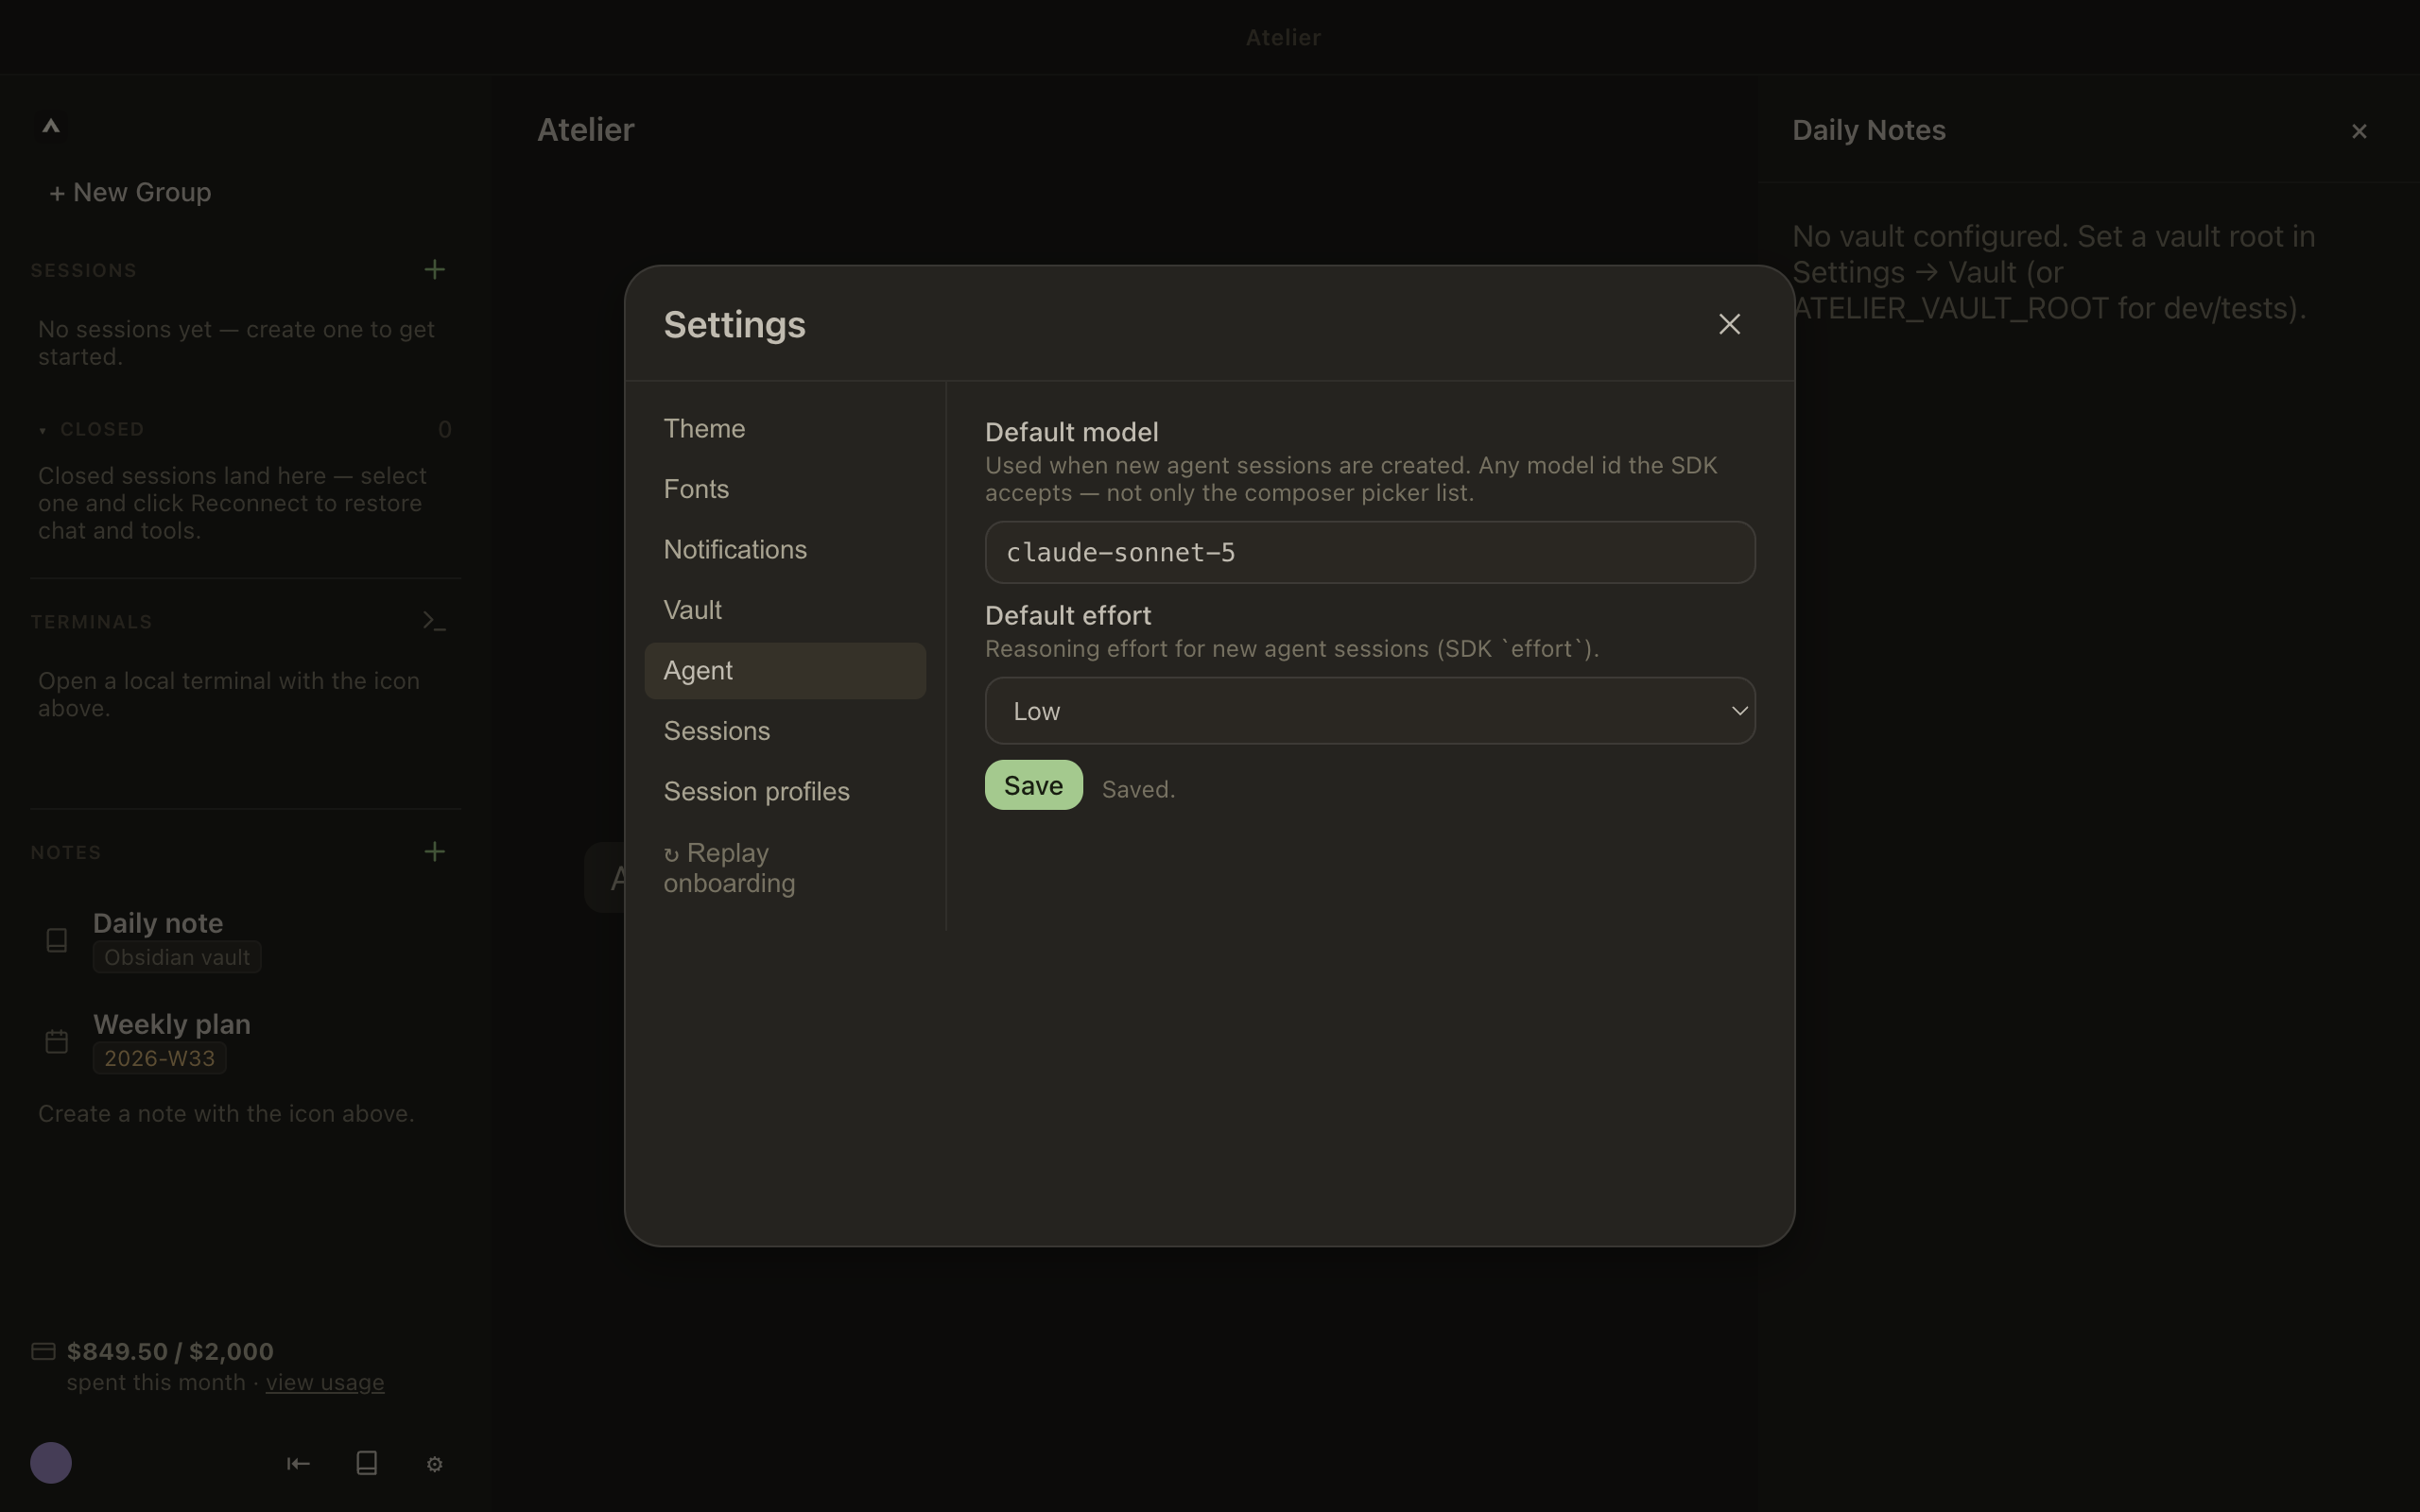 Atelier
+ New Group
SESSIONS
No sessions yet — create one to get
started.
CLOSED 0
Closed sessions land here — select
one and click Reconnect to restore
chat and tools.
TERMINALS
Open a local terminal with the icon
above.
NOTES
Daily note
Obsidian vault
Weekly plan
2026-W33
Create a note with the icon above.
$849.50 / $2,000
spent this month · view usage
Atelier
A
Settings
Theme
Fonts
Notifications
Vault
Agent
Sessions
Session profiles
↻ Replay
onboarding
Default model
Used when new agent sessions are created. Any model id the SDK
accepts — not only the composer picker list.
claude-sonnet-5
Default effort
Reasoning effort for new agent sessions (SDK `effort`).
Low
Save Saved.
Daily Notes
No vault configured. Set a vault root in
Settings → Vault (or
ATELIER_VAULT_ROOT for dev/tests).